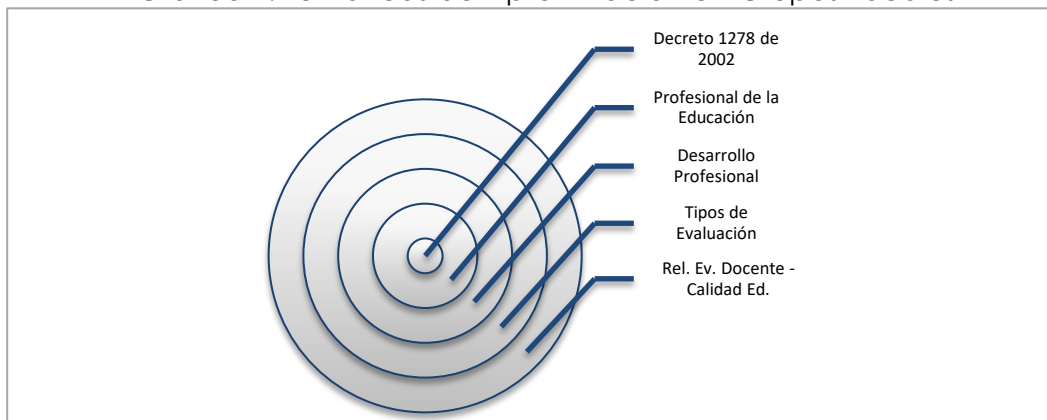 Decreto 1278 de
2002
Profesional de la
Educación
Desarrollo
Profesional
Tipos de
Evaluación
Rel. Ev. Docente -
Calidad Ed.